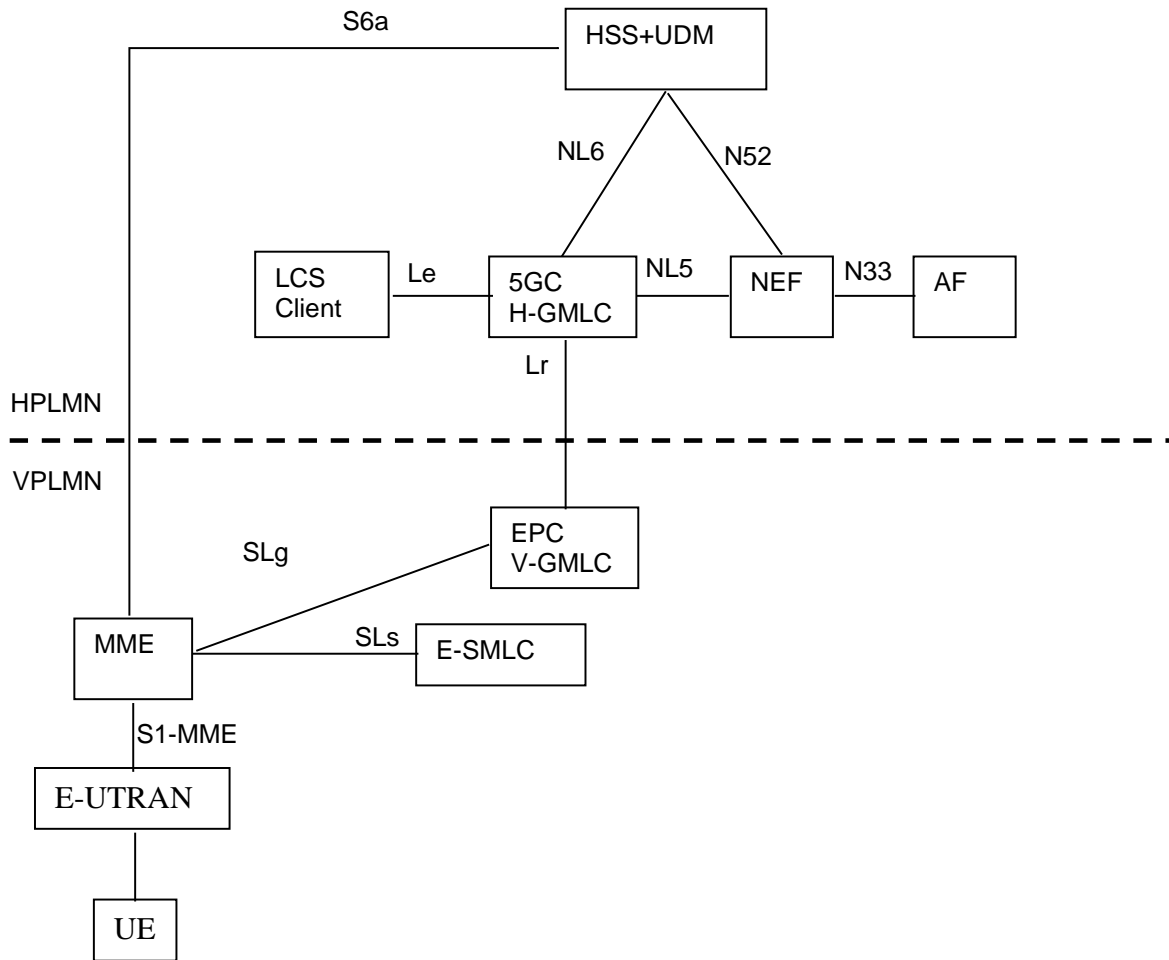 S6a
HSS+UDM
NL6
N52
LCS
Client
Le
5GC
H-GMLC
NL5
NEF
N33
AF
Lr
HPLMN
VPLMN
EPC
V-GMLC
SLg
MME
SLs
E-SMLC
S1-MME
E-UTRAN
UE